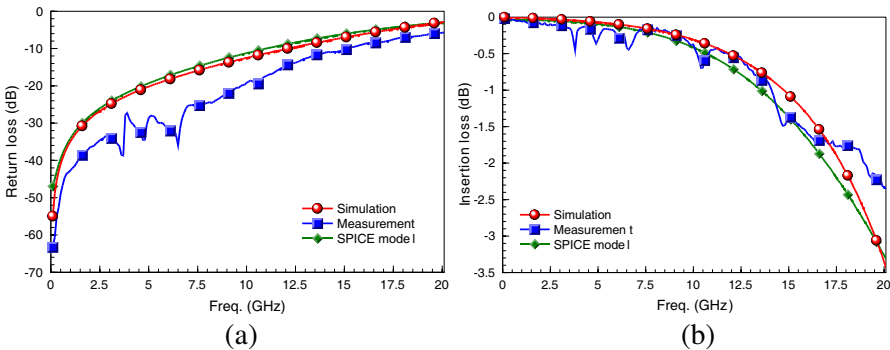 0
-10
-20
-30
-40
-50
-60
-70
Return loss (dB)
Simulation
Measurement
SPICE model
0 2.5 5 7.5 10 12.5 15 17.5 20
Freq. (GHz)
(a)
0
-0.5
-1
-1.5
-2
-2.5
-3
-3.5
Insertion loss (dB)
Simulation
Measuremen t
SPICE model
0 2.5 5 7.5 10 12.5 15 17.5 20
Freq. (GHz)
(b)